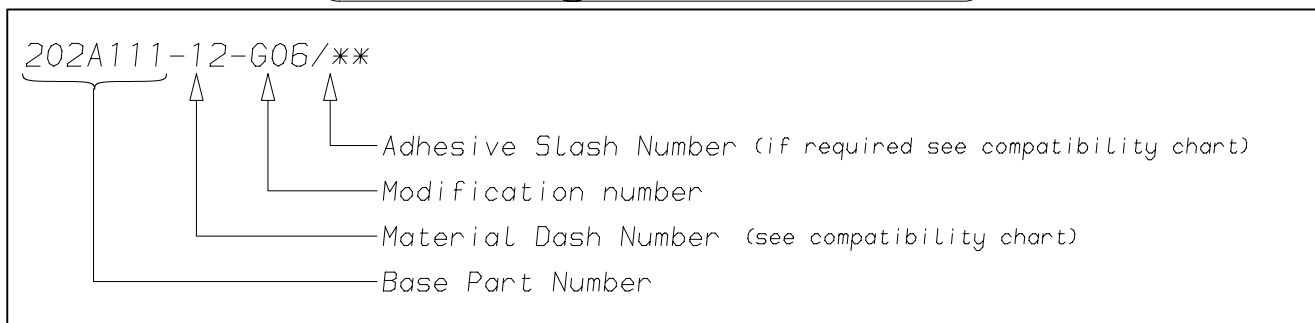 202A111-12-G06/**
Adhesive Slash Number (if required see compatibility chart)
Modification number
Material Dash Number (see compatibility chart)
Base Part Number